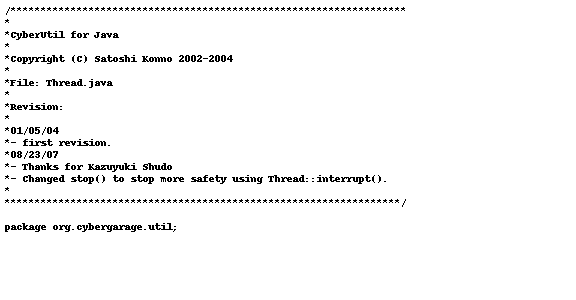 /******************************************************************
*
*CyberUtil for Java
*
*Copyright (C) Satoshi Konno 2002-2004
*
*File: Thread.java
*
*Revision:
*
*01/05/04
*- first revision.
*08/23/07
*- Thanks for Kazuyuki Shudo
*- Changed stop() to stop more safety using Thread::interrupt().
*
******************************************************************/
package org.cybergarage.util;